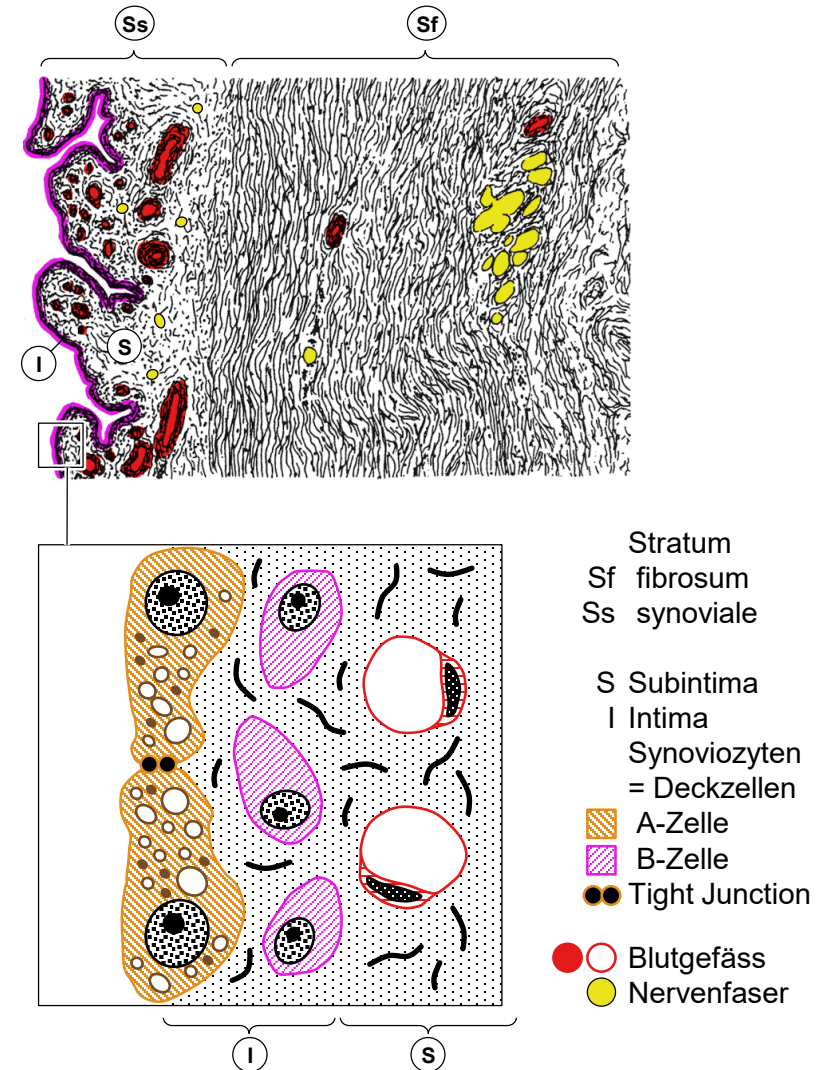 Ss
Sf
S
I
Stratum
Sf fibrosum
Ss synoviale
S Subintima
I Intima
Synoviozyten
= Deckzellen
A-Zelle
B-Zelle
Tight Junction
Blutgefäss
Nervenfaser
I
S